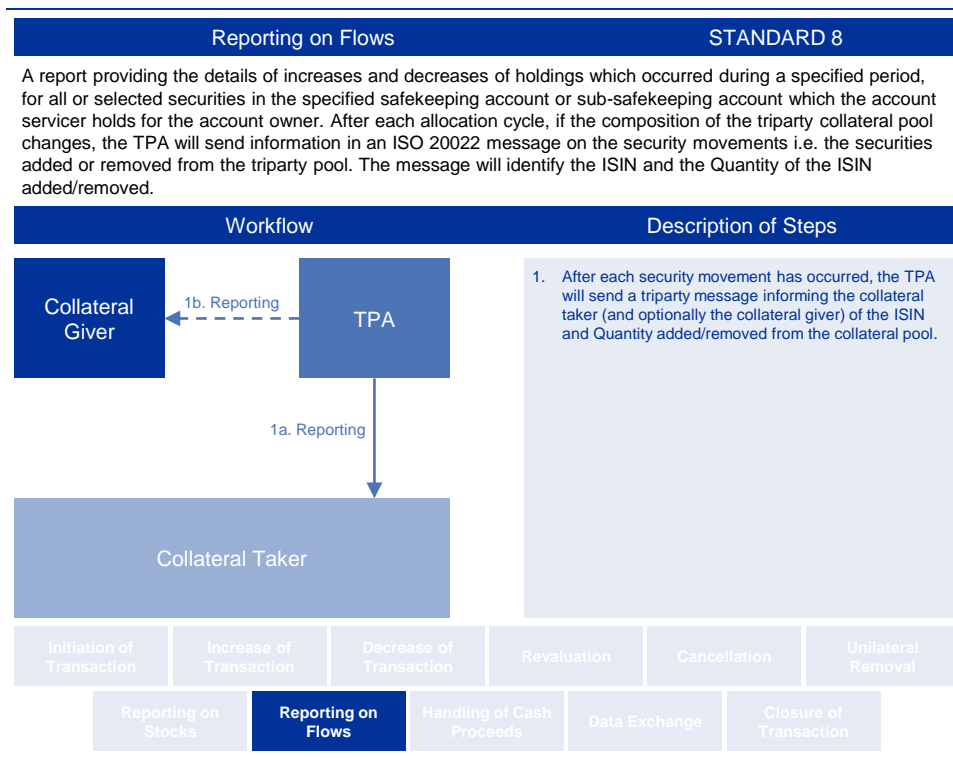 Reporting on Flows
STANDARD 8
A report providing the details of increases and decreases of holdings which occurred during a specified period,
for all or selected securities in the specified safekeeping account or sub-safekeeping account which the account
servicer holds for the account owner. After each allocation cycle, if the composition of the triparty collateral pool
changes, the TPA will send information in an ISO 20022 message on the security movements i.e. the securities
added or removed from the triparty pool. The message will identify the ISIN and the Quantity of the ISIN
added/removed.
Workflow
Description of Steps
Collateral
Giver
1b. Reporting
TPA
1a. Reporting
Collateral Taker
1. After each security movement has occurred, the TPA
will send a triparty message informing the collateral
taker (and optionally the collateral giver) of the ISIN
and Quantity added/removed from the collateral pool.
Initiation of
Transaction
Increase of
Transaction
Decrease of
Transaction
Revaluation
Cancellation
Unilateral
Removal
Reporting on
Stocks
Reporting on
Flows
Handling of Cash
Proceeds
Data Exchange
Closure of
Transaction